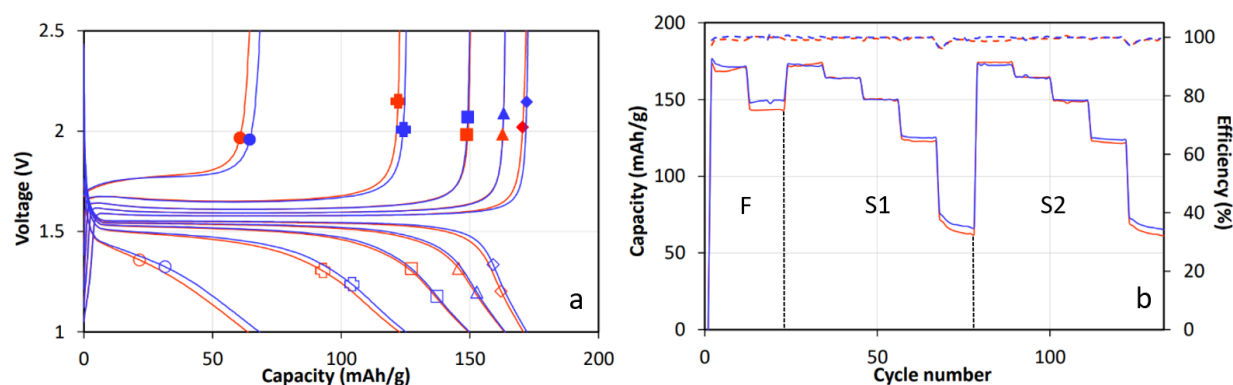 2.5
2
1.5
1
Voltage (V)
0
50
100
150
200
Capacity (mAh/g)
a
200
150
100
50
0
Capacity (mAh/g)
F
S1
S2
b
100
80
60
40
20
0
Efficiency (%)
0
50
100
Cycle number